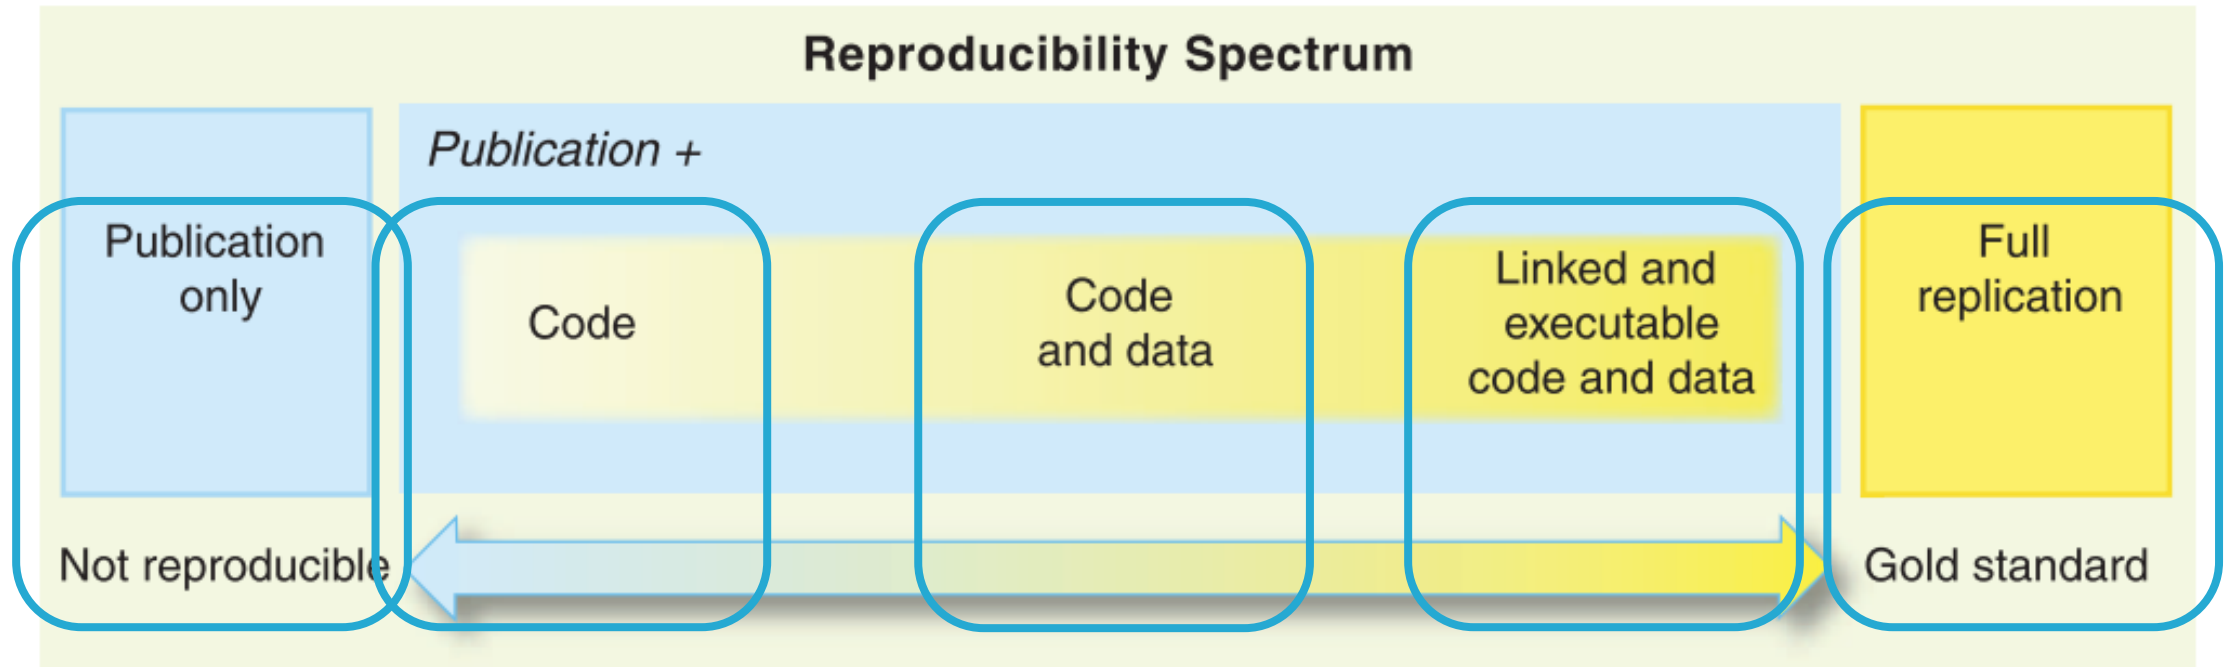 Reproducibility Spectrum
Publication
only
Publication +
Code
Code
and data
Linked and
executable
code and data
Full
replication
Not reproducible
Gold standard